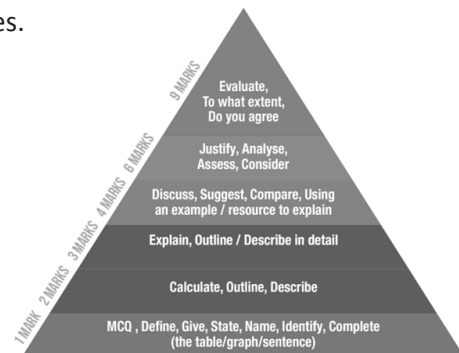 es.
9 MARKS
Evaluate,
To what extent,
Do you agree
6 MARKS
Justify, Analyse,
Assess, Consider
4 MARKS
Discuss, Suggest, Compare, Using
an example / resource to explain
3 MARKS
Explain, Outline / Describe in detail
2 MARKS
Calculate, Outline, Describe
1 MARK
MCQ , Define, Give, State, Name, Identify, Complete
(the table/graph/sentence)